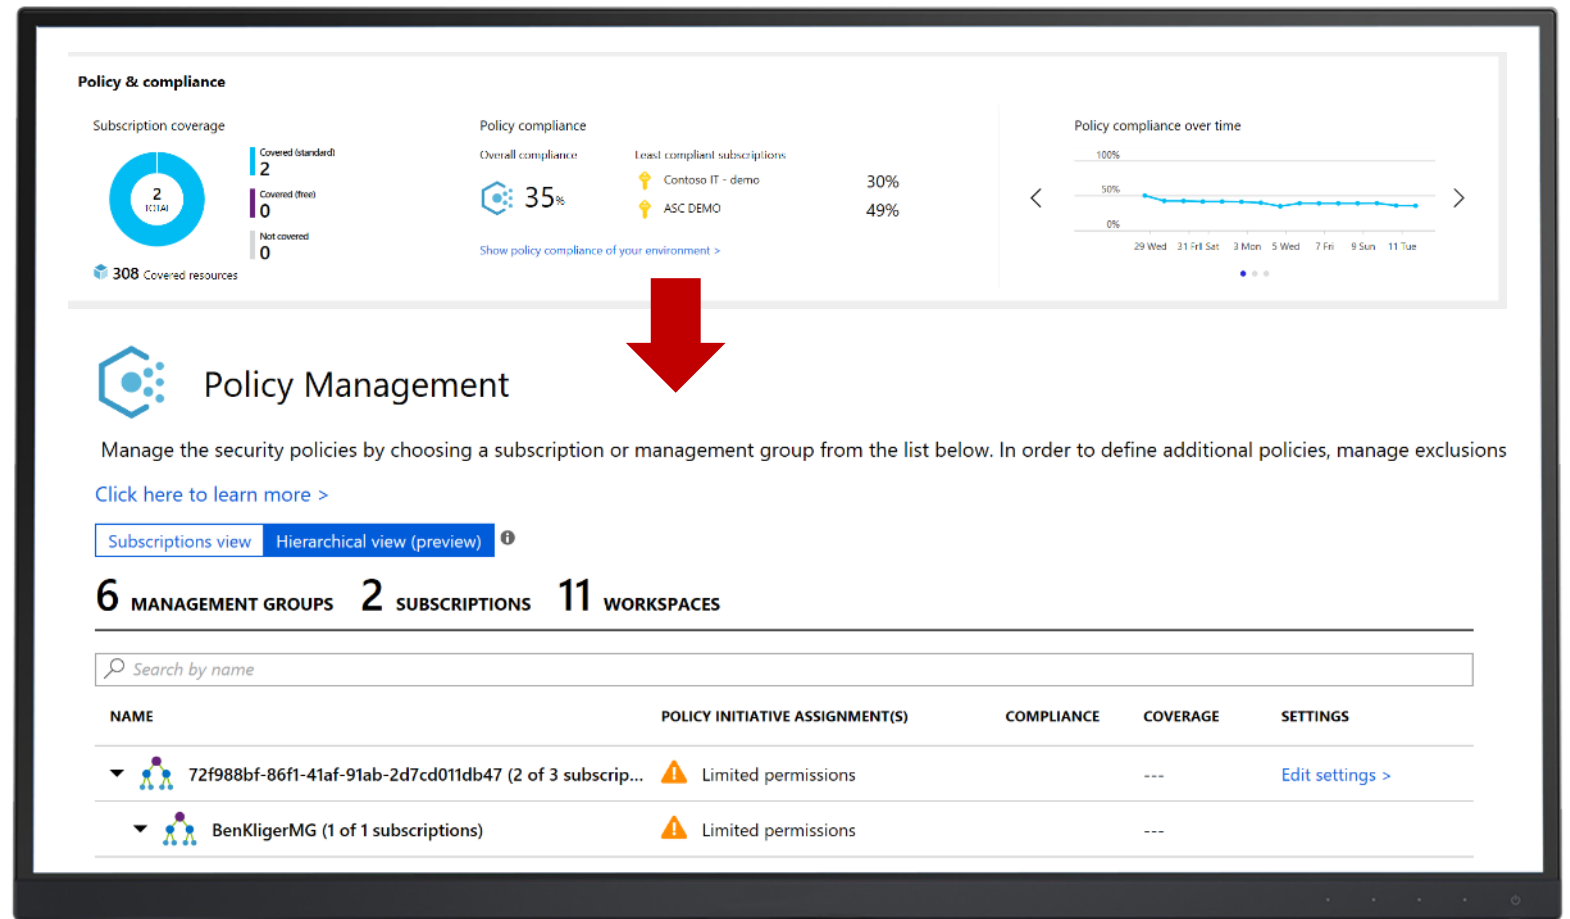 Policy & compliance
Subscription coverage
2
TOTAL
Covered (standard)
2
Covered (free)
0
Not covered
0
308 Covered resources
Policy compliance
Overall compliance
35%
Least compliant subscriptions
Contoso IT - demo 30%
ASC DEMO 49%
Show policy compliance of your environment >
Policy compliance over time
100%
50%
0%
29 Wed 31 Fri Sat 3 Mon 5 Wed 7 Fri 9 Sun 11 Tue
Policy Management
Manage the security policies by choosing a subscription or management group from the list below. In order to define additional policies, manage exclusions
Click here to learn more >
Subscriptions view Hierarchical view (preview)
6 MANAGEMENT GROUPS 2 SUBSCRIPTIONS 11 WORKSPACES
Search by name
NAME POLICY INITIATIVE ASSIGNMENT(S) COMPLIANCE COVERAGE SETTINGS
72f988bf-86f1-41af-91ab-2d7cd011db47 (2 of 3 subscrip... Limited permissions --- Edit settings >
BenKligerMG (1 of 1 subscriptions) Limited permissions ---